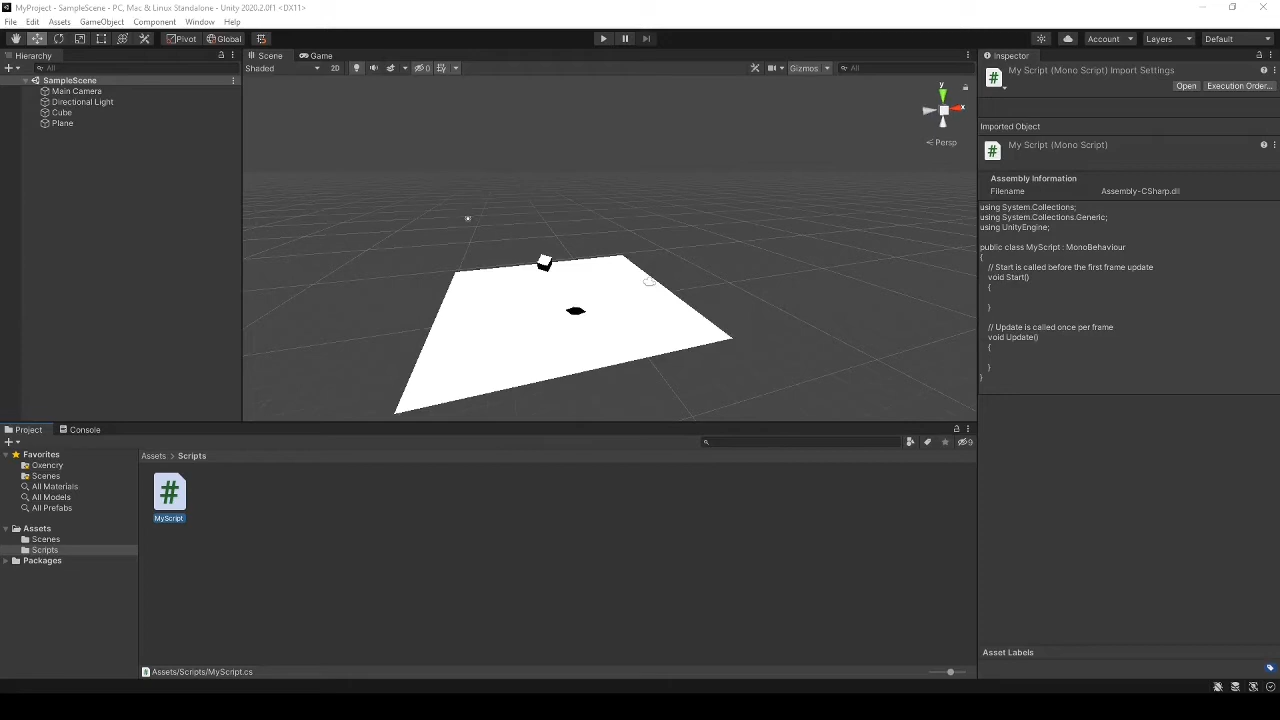 MyProject - SampleScene - PC, Mac & Linux Standalone - Unity 2020.2.0f1 <DX11>
File Edit Assets GameObject Component Window Help
Pivot Global Account Layers Default
Hierarchy
All
SampleScene
Main Camera
Directional Light
Cube
Plane
Scene Game
Shaded 2D 0 Gizmos All
y
x
Persp
Inspector
My Script (Mono Script) Import Settings
Open Execution Order...
Imported Object
My Script (Mono Script)
Assembly Information
Filename Assembly-CSharp.dll
using System.Collections;
using System.Collections.Generic;
using UnityEngine;
public class MyScript : MonoBehaviour
{
// Start is called before the first frame update
void Start()
{
}
// Update is called once per frame
void Update()
{
}
}
Asset Labels
Project Console
9
Favorites
Oxencry
Scenes
All Materials
All Models
All Prefabs
Assets
Scenes
Scripts
Packages
Assets > Scripts
#
MyScript
Assets/Scripts/MyScript.cs